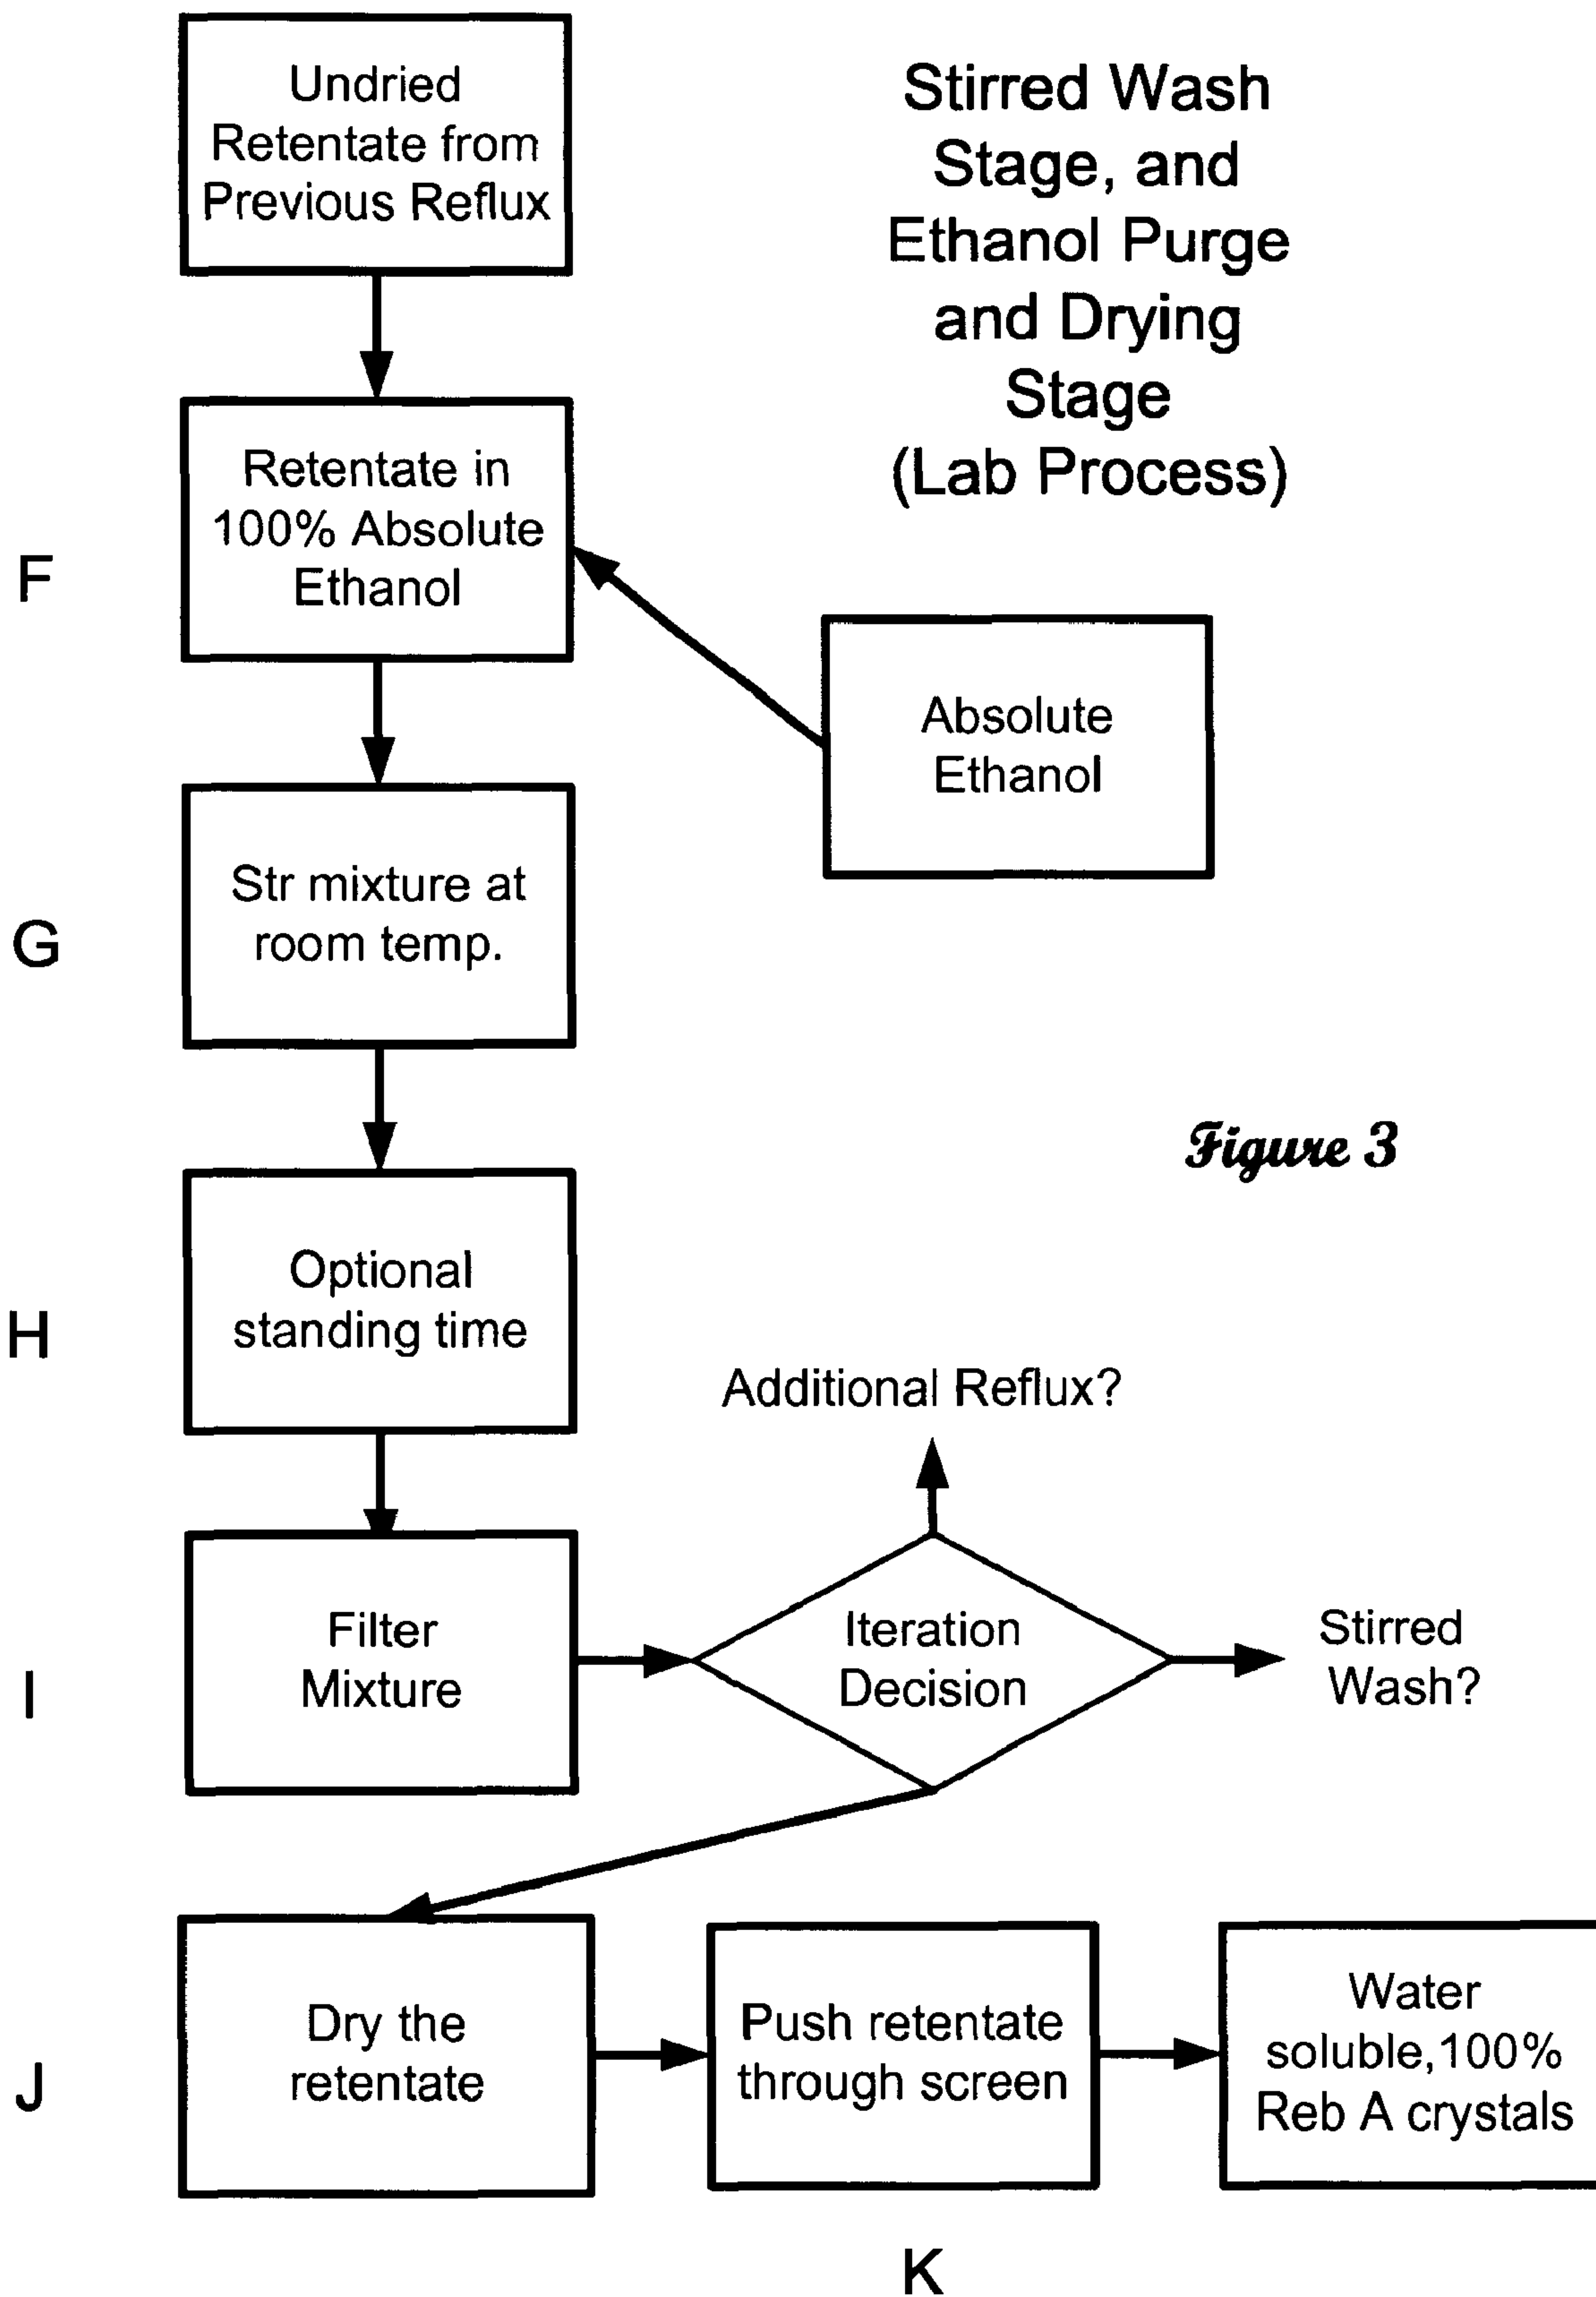 Undried
Retentate from
Previous Reflux
Stirred Wash
Stage, and
Ethanol Purge
and Drying
Stage
(Lab Process)
F
Retentate in
100% Absolute
Ethanol
Absolute
Ethanol
G
Str mixture at
room temp.
Figure 3
H
Optional
standing time
Additional Reflux?
I
Filter
Mixture
Iteration
Decision
Stirred
Wash?
J
Dry the
retentate
Push retentate
through screen
Water
soluble,100%
Reb A crystals
K